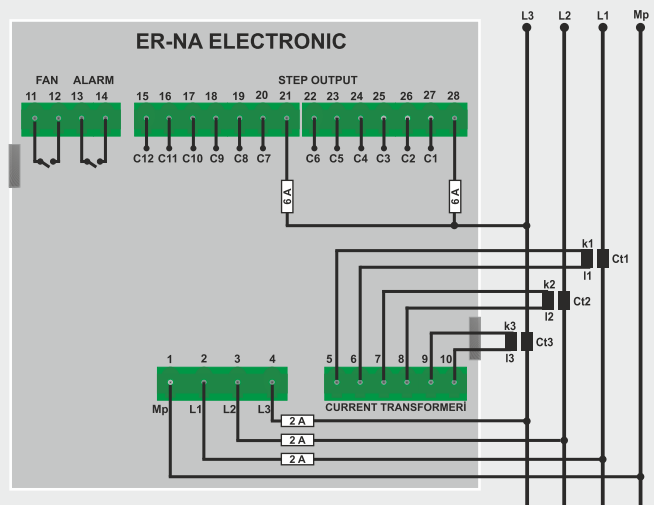 L3 L2 L1 Mp
ER-NA ELECTRONIC
FAN ALARM STEP OUTPUT
11 12 13 14 15 16 17 18 19 20 21 22 23 24 25 26 27 28
C12 C11 C10 C9 C8 C7 C6 C5 C4 C3 C2 C1
6 A 6 A
k1
Ct1
l1
k2
Ct2
l2
k3
Ct3
l3
1 2 3 4 5 6 7 8 9 10
Mp L1 L2 L3 CURRENT TRANSFORMERİ
2 A
2 A
2 A